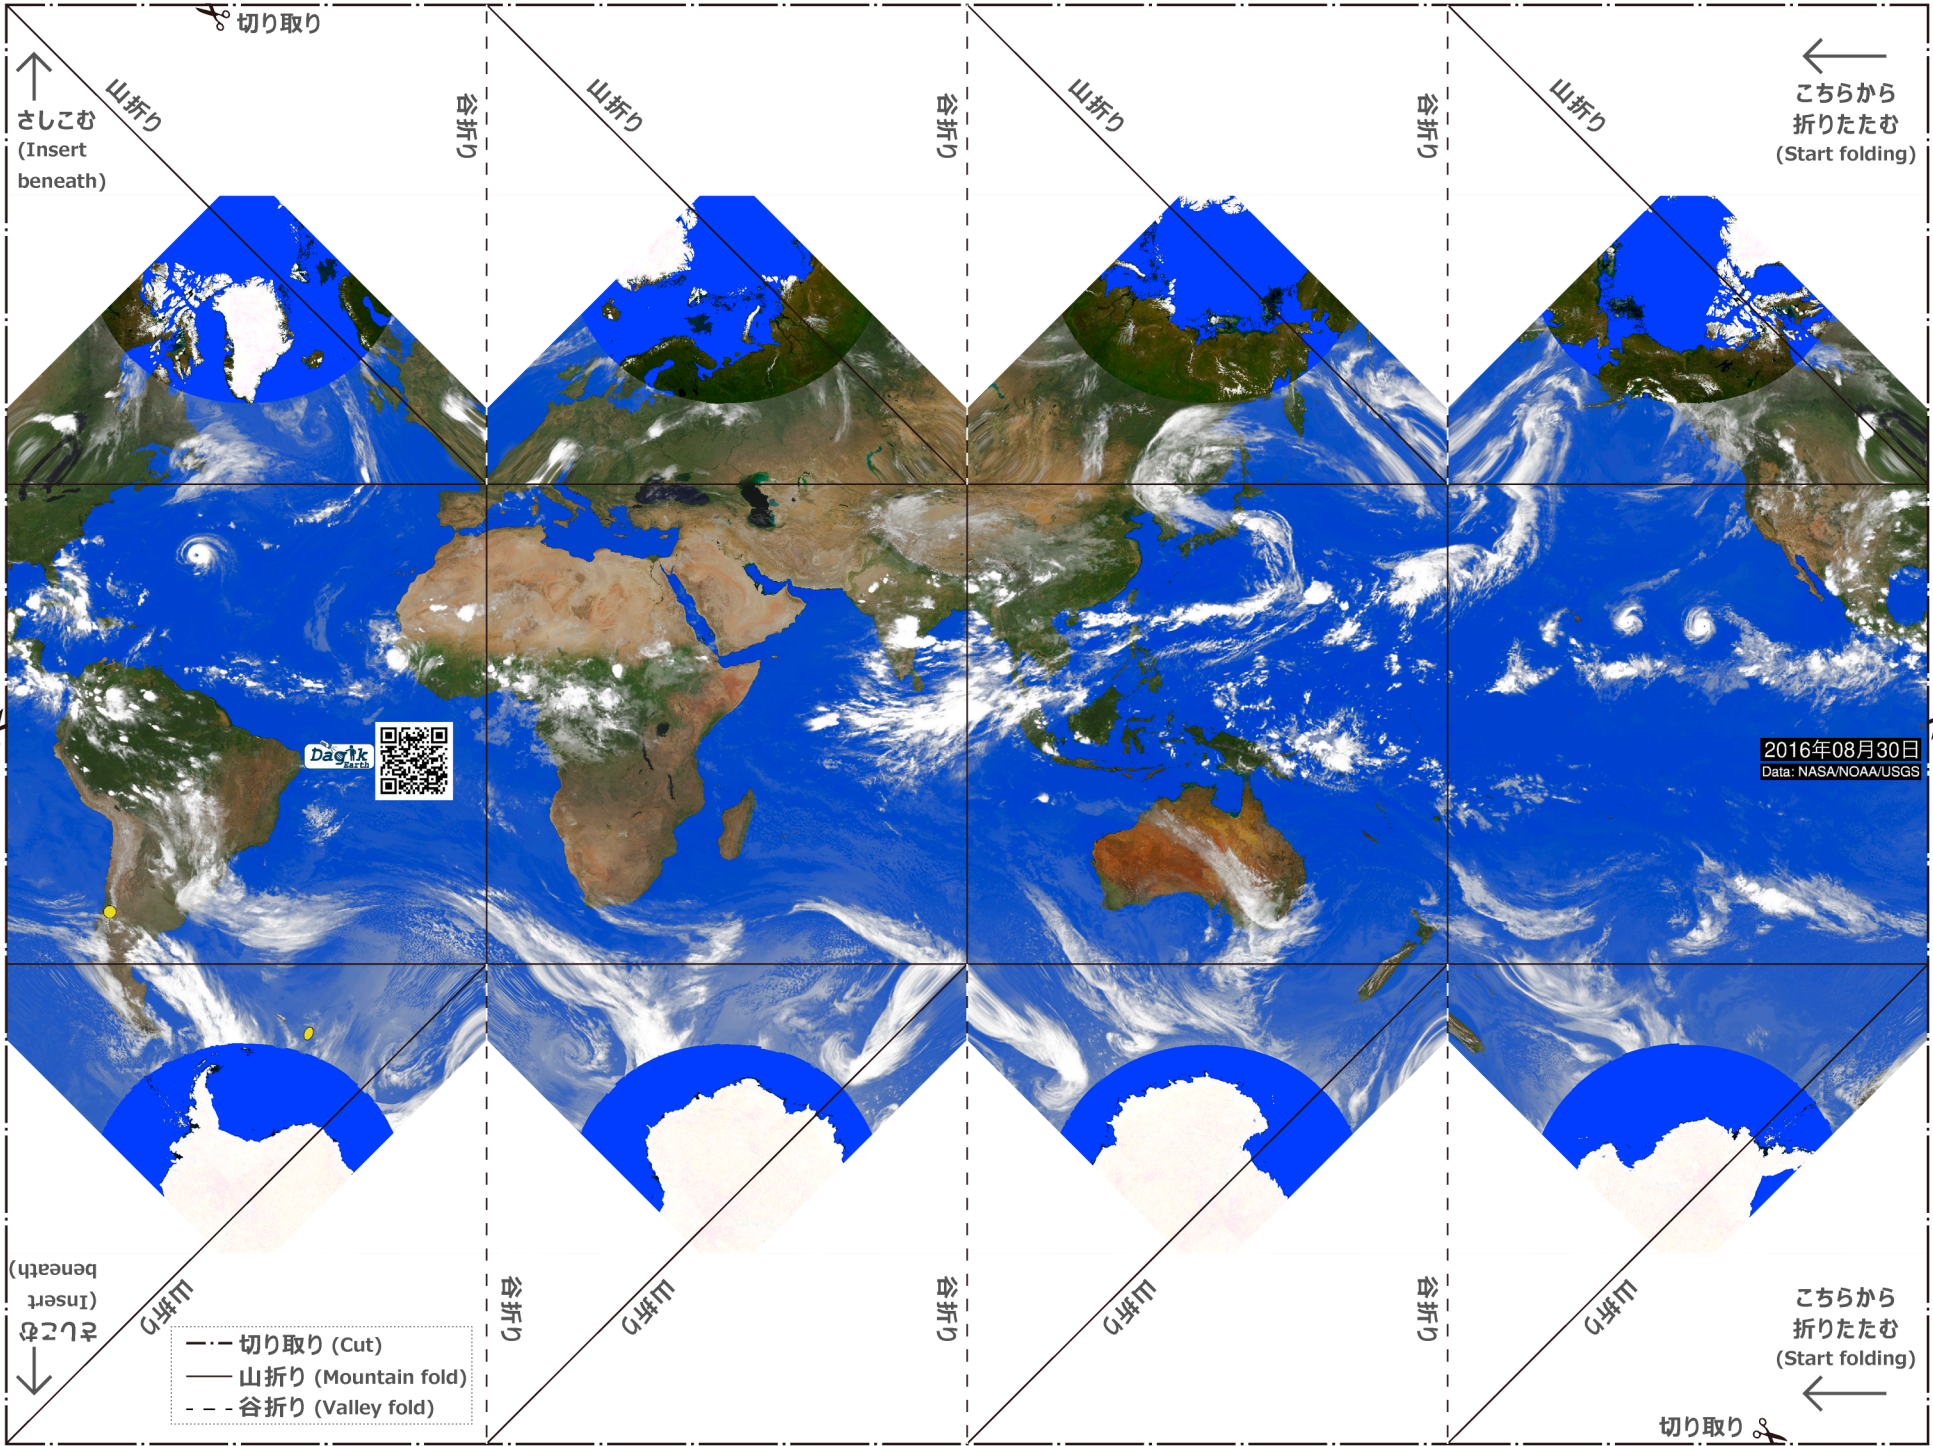 切り取り
山折り
谷折り
山折り
谷折り
山折り
谷折り
山折り
さしこむ
(Insert
beneath)
こちらから
折りたたむ
(Start folding)
Dagik
Earth
2016年08月30日
Data: NASA/NOAA/USGS
さしこむ
(Insert
beneath)
山折り
谷折り
山折り
谷折り
山折り
谷折り
山折り
こちらから
折りたたむ
(Start folding)
切り取り (Cut)
山折り (Mountain fold)
谷折り (Valley fold)
切り取り